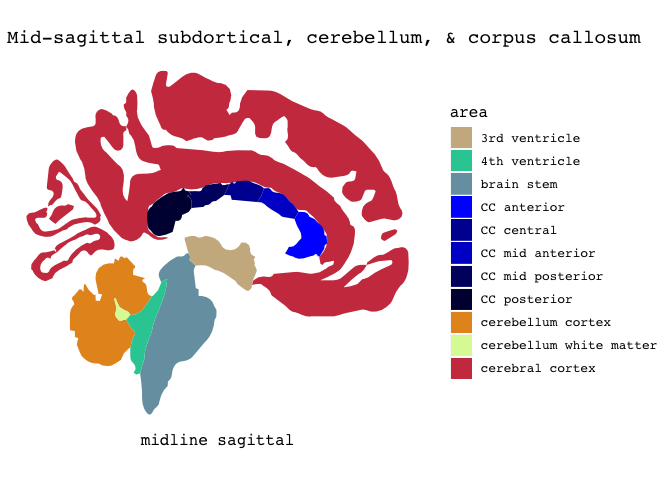 Mid-sagittal subdortical, cerebellum, & corpus callosum
area
3rd ventricle
4th ventricle
brain stem
CC anterior
CC central
CC mid anterior
CC mid posterior
CC posterior
cerebellum cortex
cerebellum white matter
cerebral cortex
midline sagittal